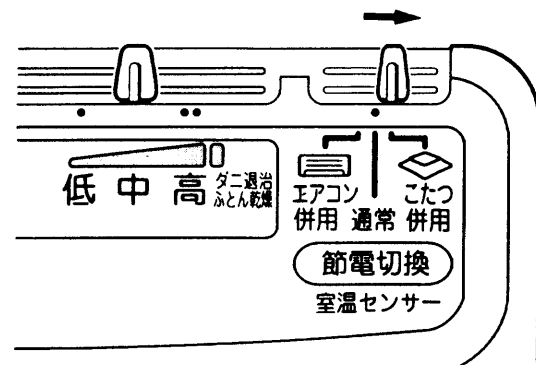 低 中 高 ダニ退治
ふとん乾燥
エアコン こたつ
併用 通常 併用
節電切換
室温センサー